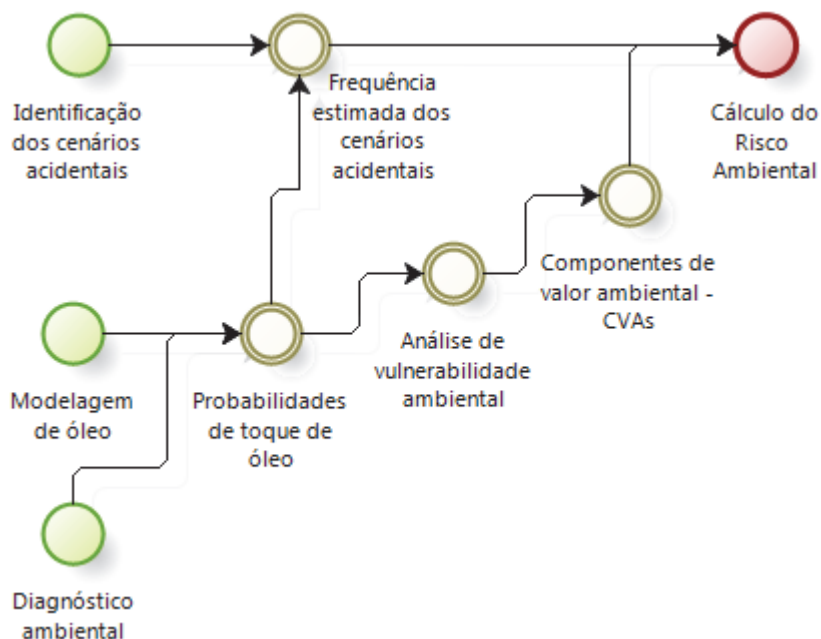 Identificação
dos cenários
acidentais
Frequência
estimada dos
cenários
acidentais
Cálculo do
Risco
Ambiental
Componentes de
valor ambiental -
CVAs
Análise de
vulnerabilidade
ambiental
Modelagem
de óleo
Probabilidades
de toque de
óleo
Diagnóstico
ambiental